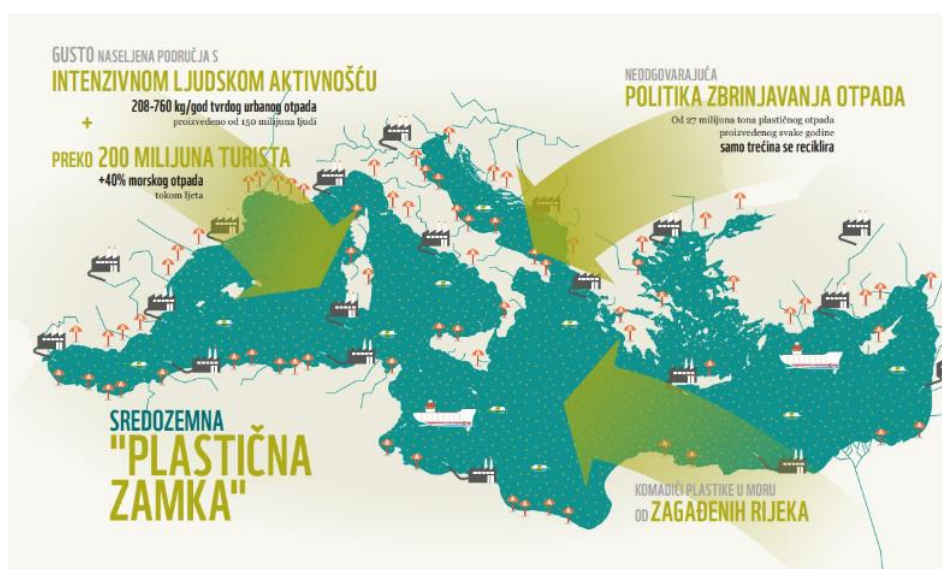 GUSTO NASELJENA PODRUČJA S
INTENZIVNOM LJUDSKOM AKTIVNOŠĆU
208-760 kg/god tvrdog urbanog otpada
proizvedeno od 150 milijuna ljudi
+
PREKO 200 MILIJUNA TURISTA
+40% morskog otpada
tokom ljeta
NEODGOVARAJUĆA
POLITIKA ZBRINJAVANJA OTPADA
Od 27 milijuna tona plastičnog otpada
proizvedenog svake godine
samo trećina se reciklira
SREDOZEMNA
"PLASTIČNA
ZAMKA"
KOMADIĆI PLASTIKE U MORU
OD ZAGAĐENIH RIJEKA